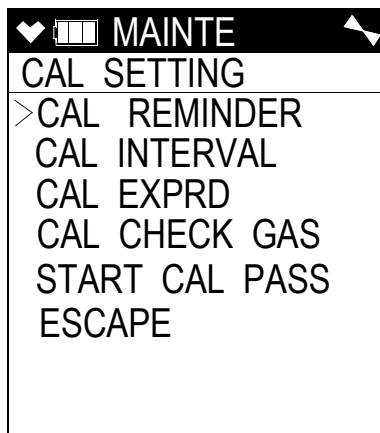 MAINTE
CAL SETTING
>CAL REMINDER
CAL INTERVAL
CAL EXPRD
CAL CHECK GAS
START CAL PASS
ESCAPE